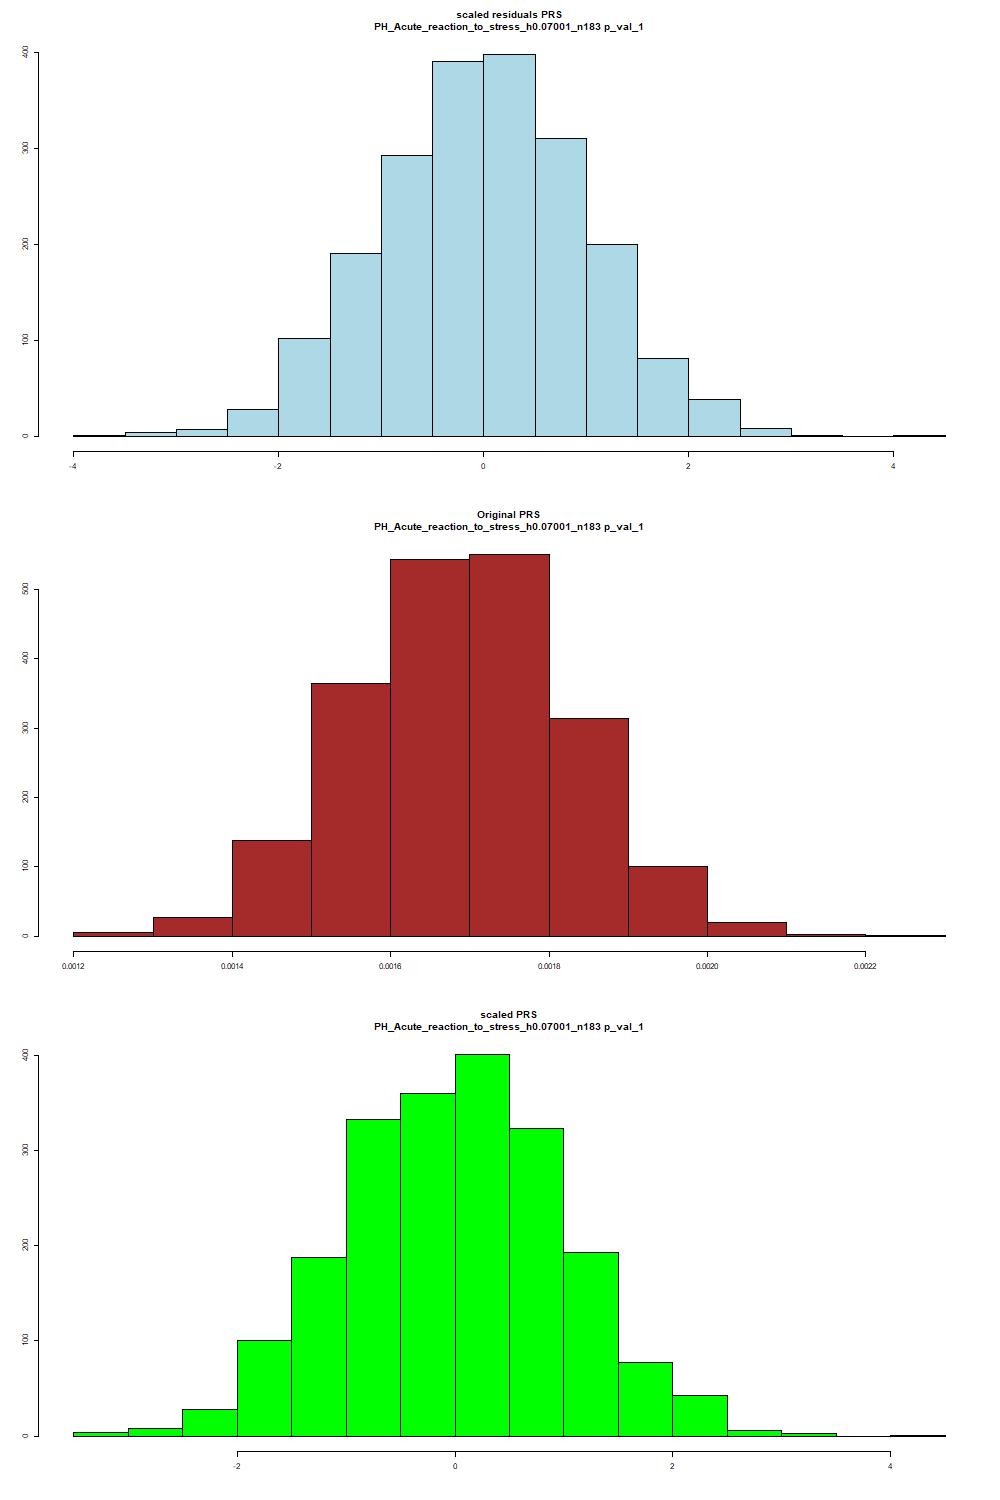 scaled residuals PRS
PH_Acute_reaction_to_stress_h0.07001_n183 p_val_1
400
300
200
100
0
-4 -2 0 2 4
Original PRS
PH_Acute_reaction_to_stress_h0.07001_n183 p_val_1
500
400
300
200
100
0
0.0012 0.0014 0.0016 0.0018 0.0020 0.0022
scaled PRS
PH_Acute_reaction_to_stress_h0.07001_n183 p_val_1
400
300
200
100
0
-2 0 2 4